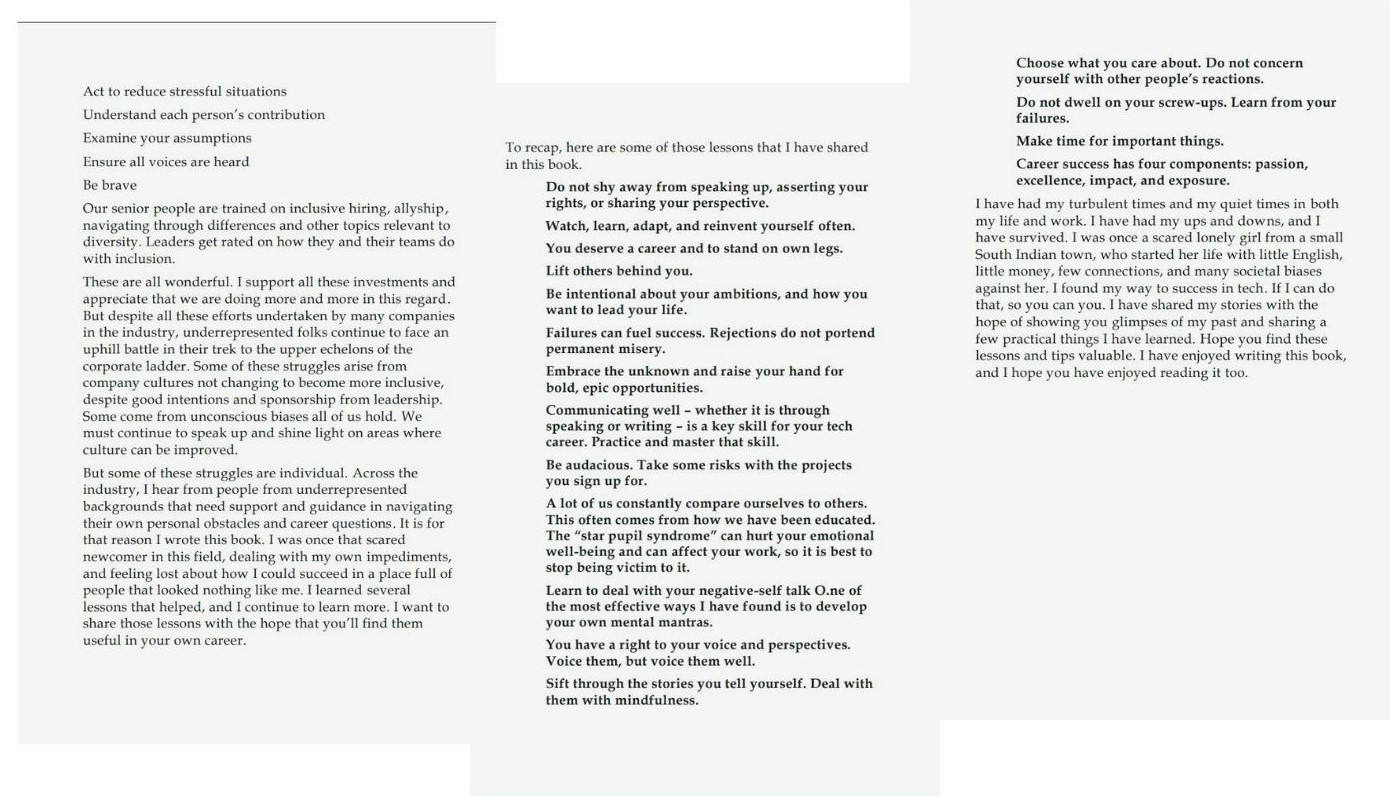 Act to reduce stressful situations
Understand each person's contribution
Examine your assumptions
Ensure all voices are heard
Be brave
Our senior people are trained on inclusive hiring, allyship,
navigating through differences and other topics relevant to
diversity. Leaders get rated on how they and their teams do
with inclusion.
These are all wonderful. I support all these investments and
appreciate that we are doing more and more in this regard.
But despite all these efforts undertaken by many companies
in the industry, underrepresented folks continue to face an
uphill battle in their trek to the upper echelons of the
corporate ladder. Some of these struggles arise from
company cultures not changing to become more inclusive,
despite good intentions and sponsorship from leadership.
Some come from unconscious biases all of us hold. We
must continue to speak up and shine light on areas where
culture can be improved.
But some of these struggles are individual. Across the
industry, I hear from people from underrepresented
backgrounds that need support and guidance in navigating
their own personal obstacles and career questions. It is for
that reason I wrote this book. I was once that scared
newcomer in this field, dealing with my own impediments,
and feeling lost about how I could succeed in a place full of
people that looked nothing like me. I learned several
lessons that helped, and I continue to learn more. I want to
share those lessons with the hope that you'll find them
useful in your own career.
To recap, here are some of those lessons that I have shared
in this book.
Do not shy away from speaking up, asserting your
rights, or sharing your perspective.
Watch, learn, adapt, and reinvent yourself often.
You deserve a career and to stand on own legs.
Lift others behind you.
Be intentional about your ambitions, and how you
want to lead your life.
Failures can fuel success. Rejections do not portend
permanent misery.
Embrace the unknown and raise your hand for
bold, epic opportunities.
Communicating well – whether it is through
speaking or writing – is a key skill for your tech
career. Practice and master that skill.
Be audacious. Take some risks with the projects
you sign up for.
A lot of us constantly compare ourselves to others.
This often comes from how we have been educated.
The “star pupil syndrome” can hurt your emotional
well-being and can affect your work, so it is best to
stop being victim to it.
Learn to deal with your negative-self talk O.ne of
the most effective ways I have found is to develop
your own mental mantras.
You have a right to your voice and perspectives.
Voice them, but voice them well.
Sift through the stories you tell yourself. Deal with
them with mindfulness.
Choose what you care about. Do not concern
yourself with other people's reactions.
Do not dwell on your screw-ups. Learn from your
failures.
Make time for important things.
Career success has four components: passion,
excellence, impact, and exposure.
I have had my turbulent times and my quiet times in both
my life and work. I have had my ups and downs, and I
have survived. I was once a scared lonely girl from a small
South Indian town, who started her life with little English,
little money, few connections, and many societal biases
against her. I found my way to success in tech. If I can do
that, so you can you. I have shared my stories with the
hope of showing you glimpses of my past and sharing a
few practical things I have learned. Hope you find these
lessons and tips valuable. I have enjoyed writing this book,
and I hope you have enjoyed reading it too.